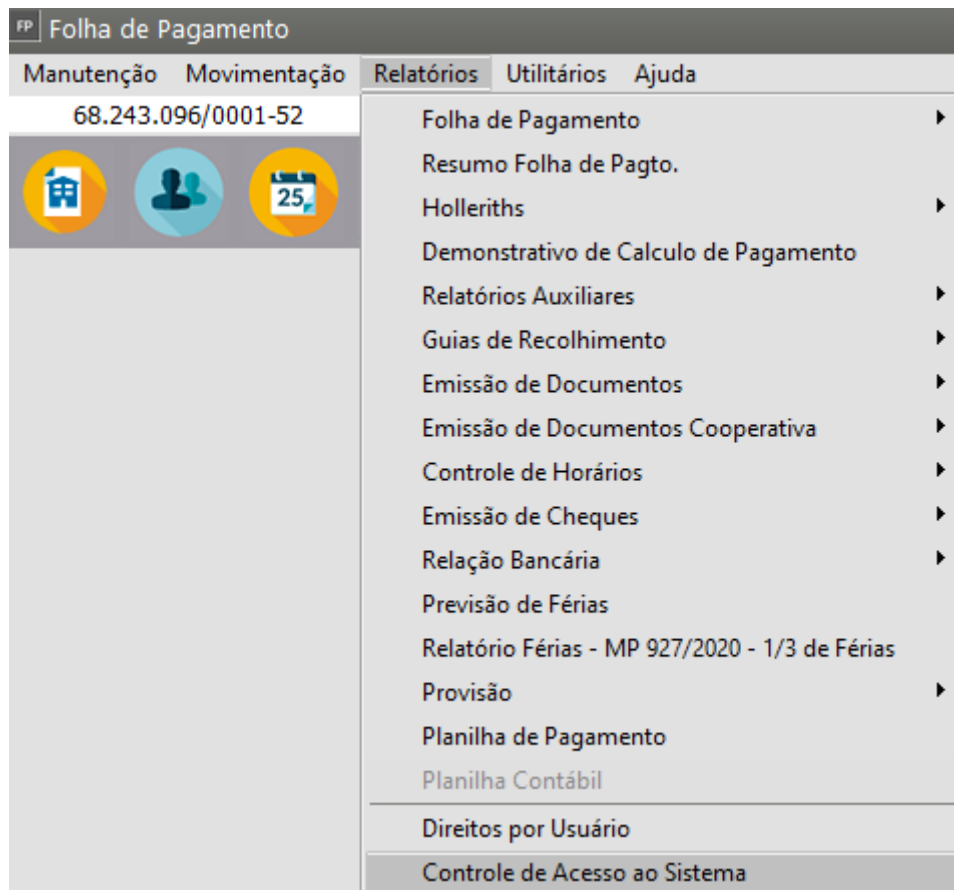 FP Folha de Pagamento
Manutenção Movimentação Relatórios Utilitários Ajuda
68.243.096/0001-52
25
Folha de Pagamento
Resumo Folha de Pagto.
Holleriths
Demonstrativo de Calculo de Pagamento
Relatórios Auxiliares
Guias de Recolhimento
Emissão de Documentos
Emissão de Documentos Cooperativa
Controle de Horários
Emissão de Cheques
Relação Bancária
Previsão de Férias
Relatório Férias - MP 927/2020 - 1/3 de Férias
Provisão
Planilha de Pagamento
Planilha Contábil
Direitos por Usuário
Controle de Acesso ao Sistema